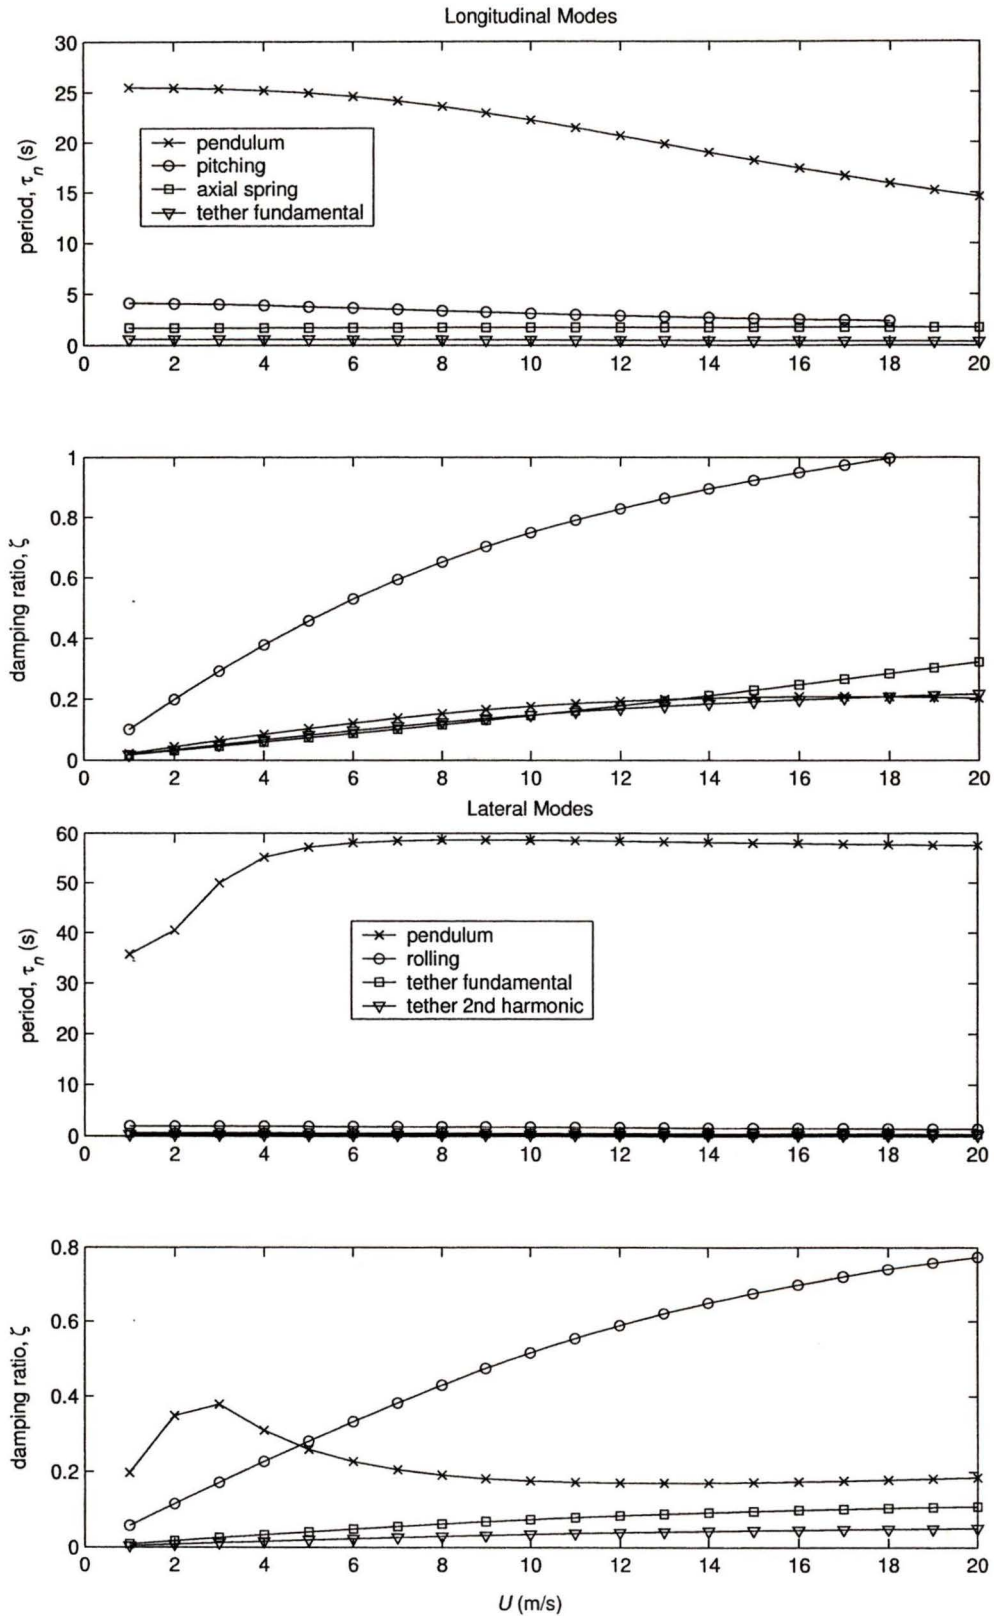 Longitudinal Modes
30
25
20
15
10
5
0
period, τn (s)
pendulum
pitching
axial spring
tether fundamental
0 2 4 6 8 10 12 14 16 18 20
1
0.8
0.6
0.4
0.2
0
damping ratio, ζ
0 2 4 6 8 10 12 14 16 18 20
Lateral Modes
60
50
40
30
20
10
0
period, τn (s)
pendulum
rolling
tether fundamental
tether 2nd harmonic
0 2 4 6 8 10 12 14 16 18 20
0.8
0.6
0.4
0.2
0
damping ratio, ζ
0 2 4 6 8 10 12 14 16 18 20
U (m/s)